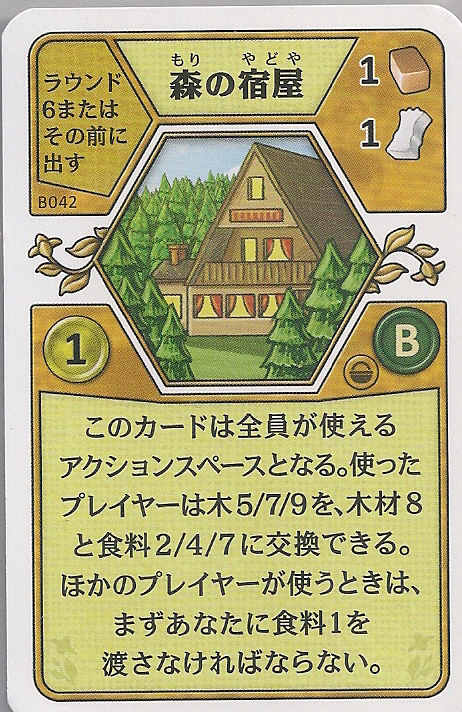 ラウンド
6または
その前に
出す
B042
もり やどや
森の宿屋
1
1
1
B
このカードは全員が使える
アクションスペースとなる。使った
プレイヤーは木5/7/9を、木材8
と食料2/4/7に交換できる。
ほかのプレイヤーが使うときは、
まずあなたに食料1を
渡さなければならない。